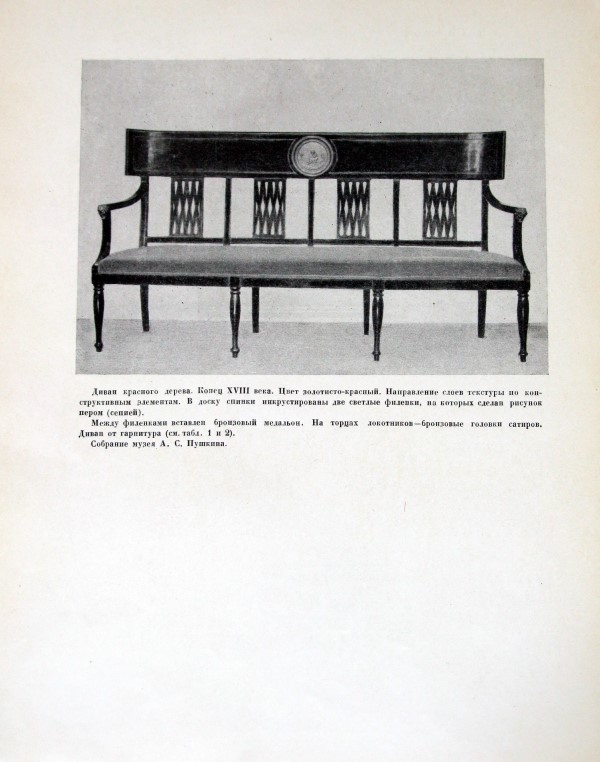 Диван красного дерева. Конец XVIII века. Цвет золотисто-красный. Направление слоев текстуры по кон-
структивным элементам. В доску спинки инкрустированы две светлые филенки, на которых сделан рисунок
пером (сепией).
Между филенками вставлен бронзовый медальон. На торцах локотников—бронзовые головки сатиров.
Диван от гарнитура (см. табл. 1 и 2).
Собрание музея А. С. Пушкина.